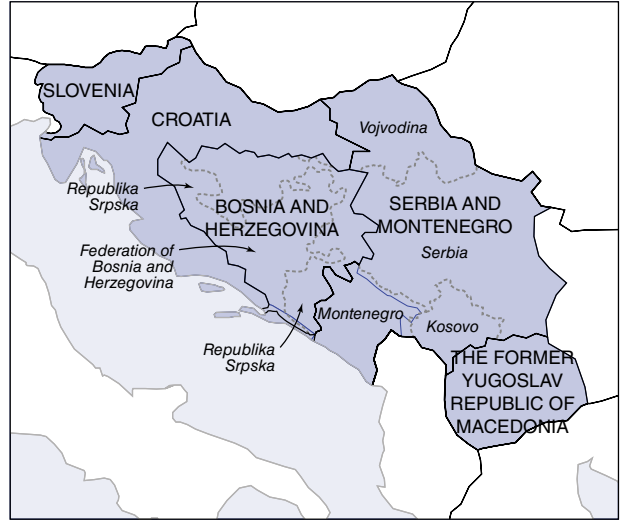 SLOVENIA
CROATIA
Vojvodina
Republika
Srpska
BOSNIA AND
HERZEGOVINA
SERBIA AND
MONTENEGRO
Serbia
Federation of
Bosnia and
Herzegovina
Montenegro
Kosovo
Republika
Srpska
THE FORMER
YUGOSLAV
REPUBLIC OF
MACEDONIA